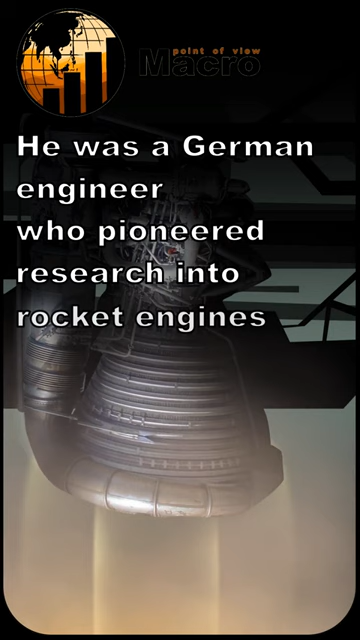 point of view
Macro
He was a German
engineer
who pioneered
research into
rocket engines